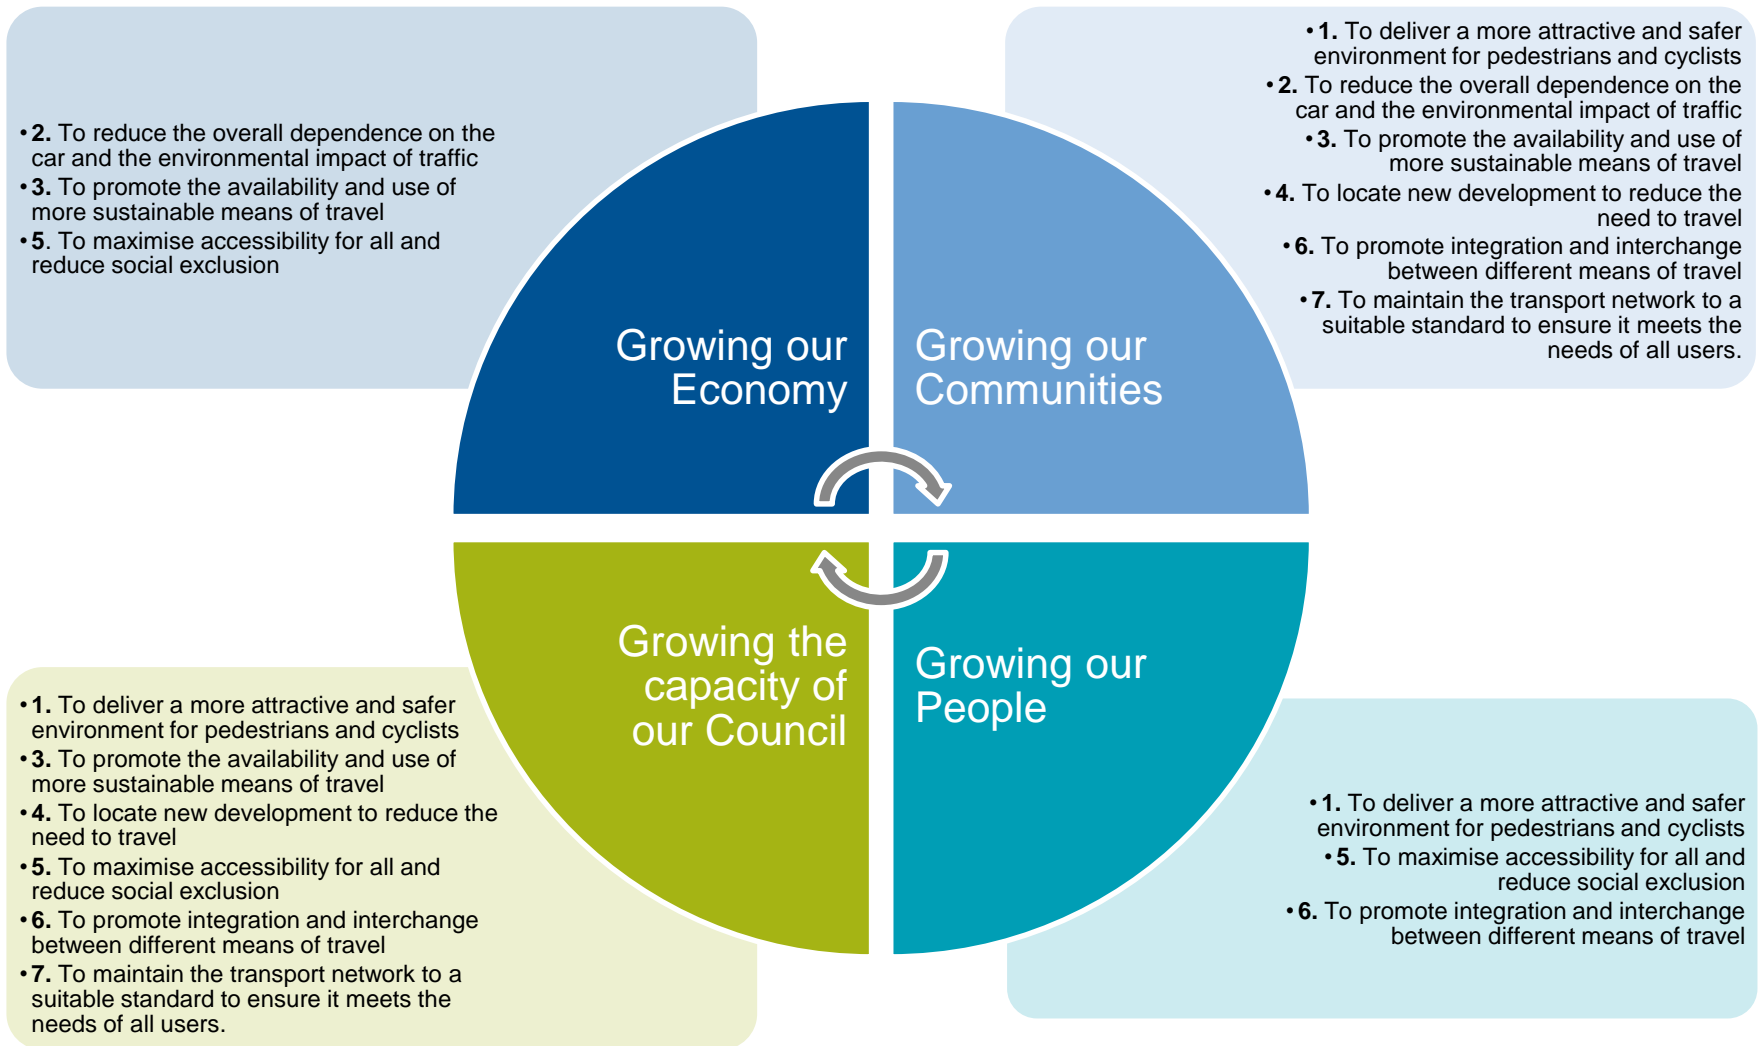 • 2. To reduce the overall dependence on the
car and the environmental impact of traffic
• 3. To promote the availability and use of
more sustainable means of travel
• 5. To maximise accessibility for all and
reduce social exclusion
• 1. To deliver a more attractive and safer
environment for pedestrians and cyclists
• 2. To reduce the overall dependence on the
car and the environmental impact of traffic
• 3. To promote the availability and use of
more sustainable means of travel
• 4. To locate new development to reduce the
need to travel
• 6. To promote integration and interchange
between different means of travel
• 7. To maintain the transport network to a
suitable standard to ensure it meets the
needs of all users.
Growing our
Economy
Growing our
Communities
Growing the
capacity of
our Council
Growing our
People
• 1. To deliver a more attractive and safer
environment for pedestrians and cyclists
• 3. To promote the availability and use of
more sustainable means of travel
• 4. To locate new development to reduce the
need to travel
• 5. To maximise accessibility for all and
reduce social exclusion
• 6. To promote integration and interchange
between different means of travel
• 7. To maintain the transport network to a
suitable standard to ensure it meets the
needs of all users.
• 1. To deliver a more attractive and safer
environment for pedestrians and cyclists
• 5. To maximise accessibility for all and
reduce social exclusion
• 6. To promote integration and interchange
between different means of travel